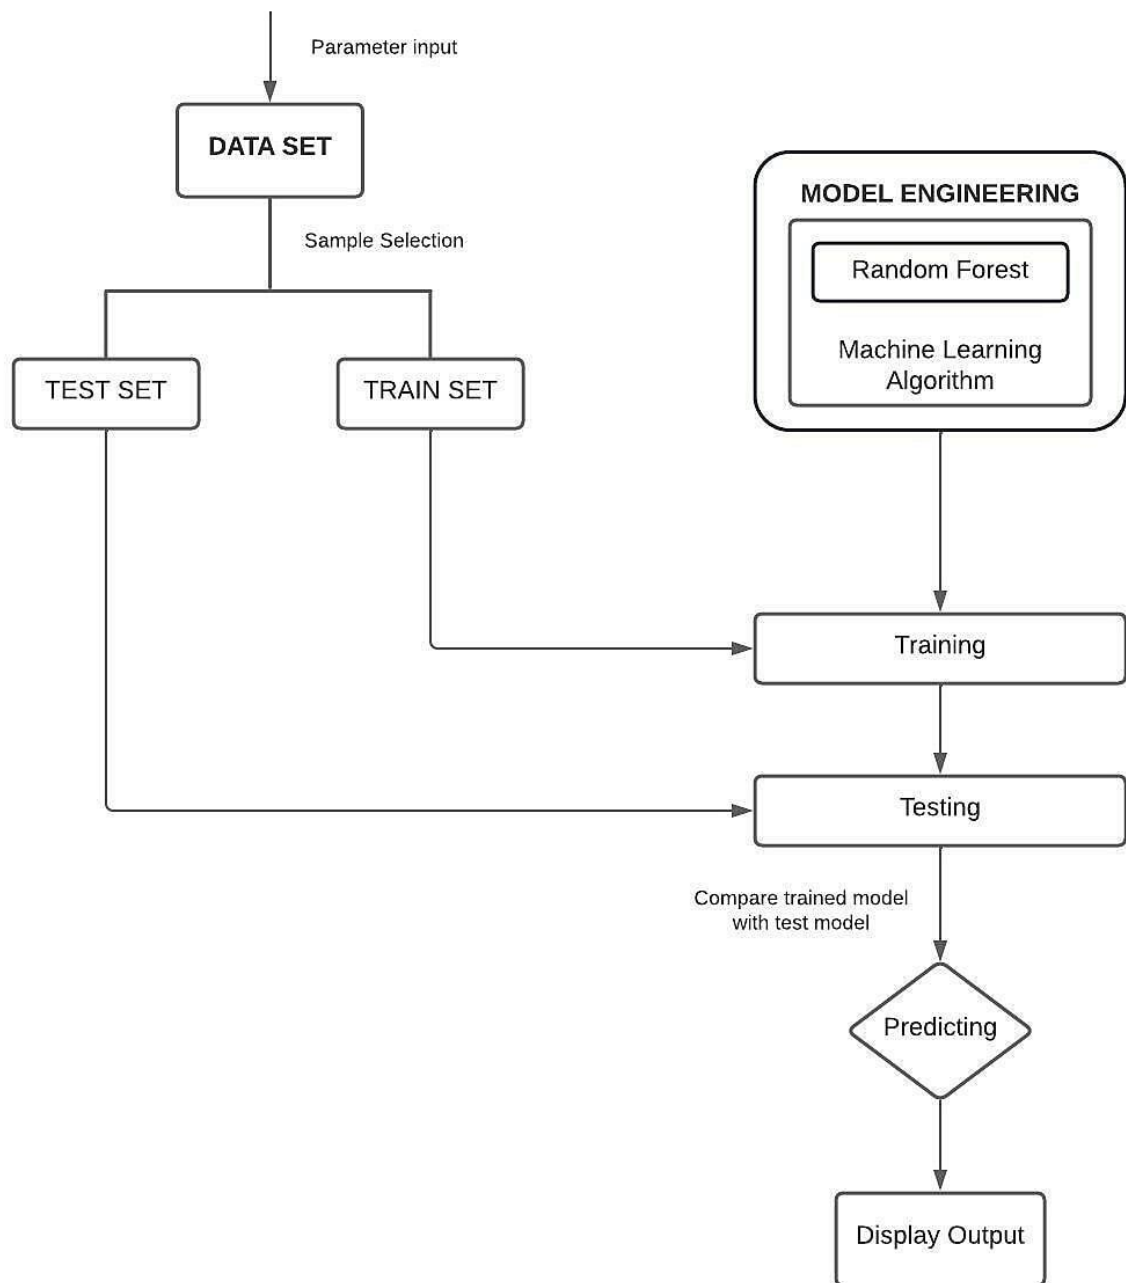 Parameter input
DATA SET
Sample Selection
TEST SET
TRAIN SET
MODEL ENGINEERING
Random Forest
Machine Learning
Algorithm
Training
Testing
Compare trained model
with test model
Predicting
Display Output